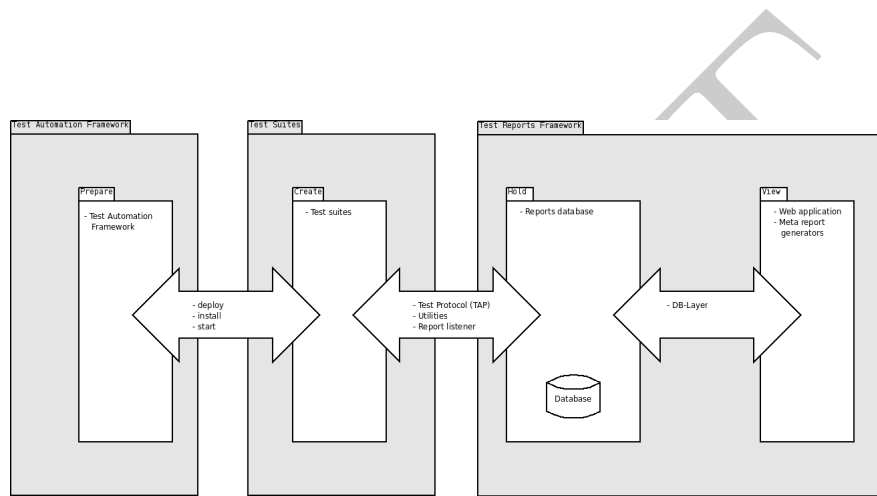 Test Automation Framework
Test Suites
Test Reports Framework
Prepare
- Test Automation
Framework
Create
- Test suites
Hold
- Reports database
View
- Web application
- Meta report
generators
- deploy
- install
- start
- Test Protocol (TAP)
- Utilities
- Report listener
- DB-Layer
Database